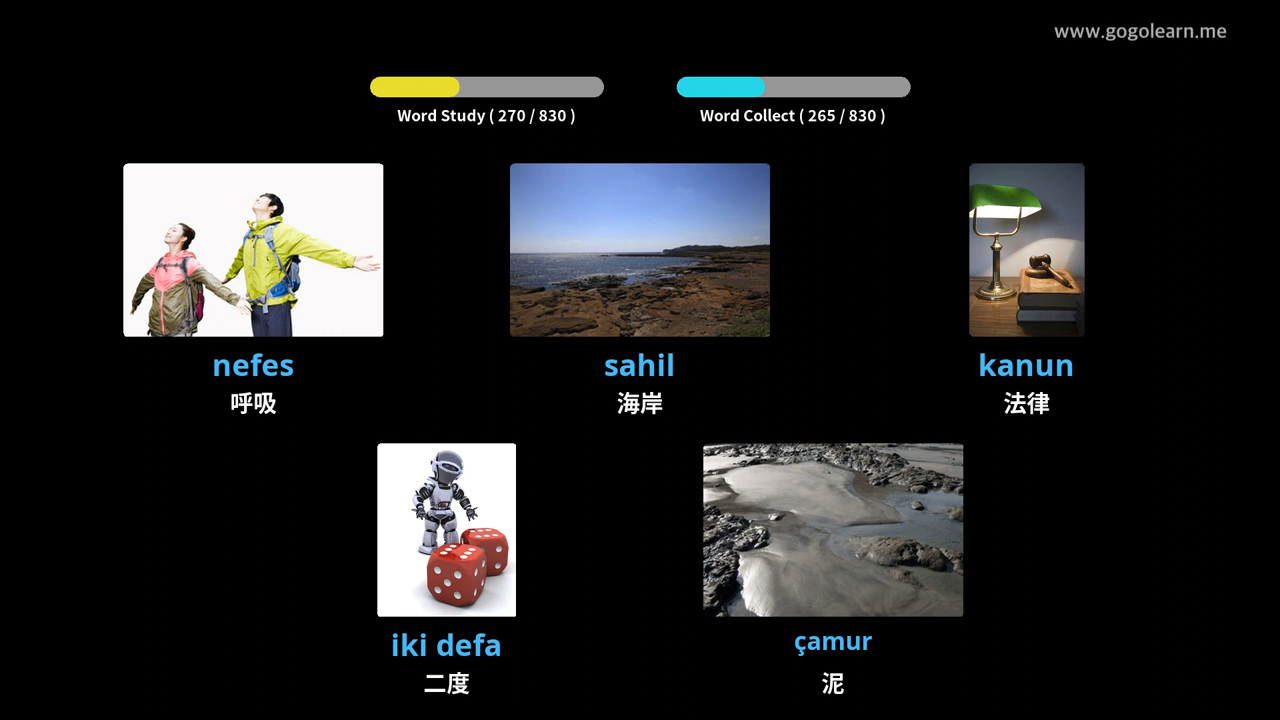 www.gogolearn.me
Word Study ( 270 / 830 )
Word Collect ( 265 / 830 )
nefes
呼吸
sahil
海岸
kanun
法律
iki defa
二度
çamur
泥